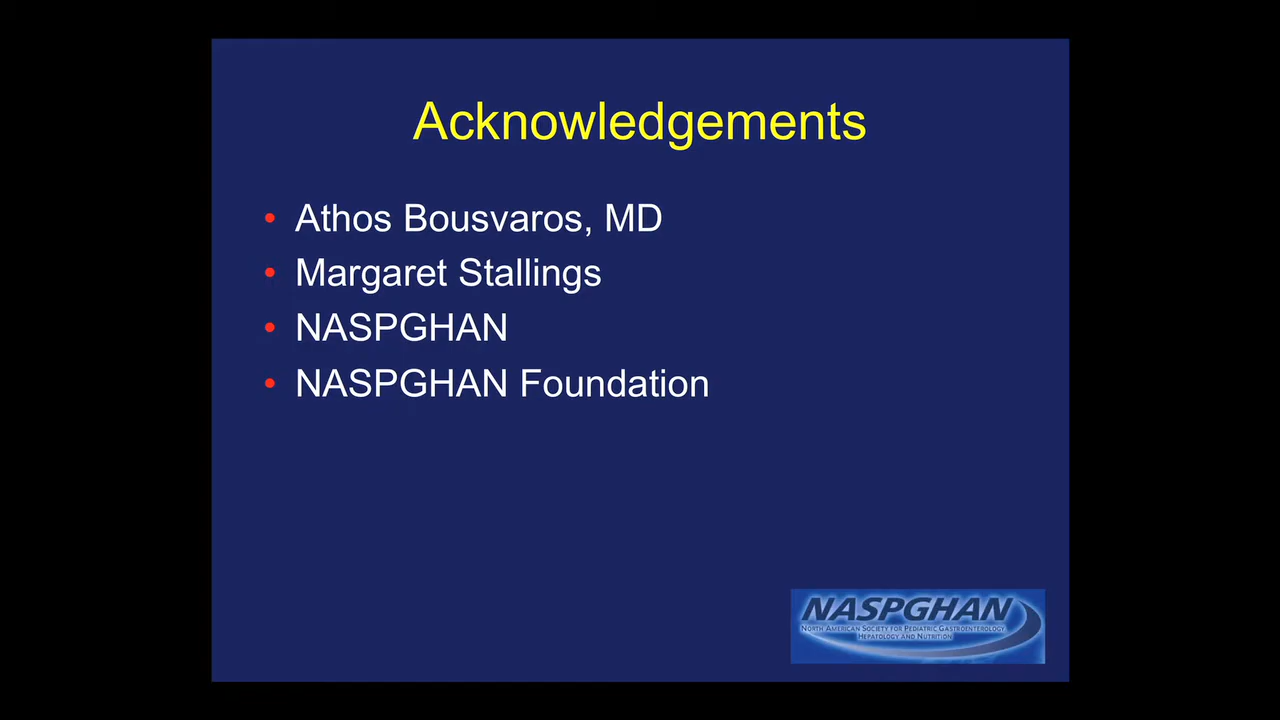 Acknowledgements
• Athos Bousvaros, MD
• Margaret Stallings
• NASPGHAN
• NASPGHAN Foundation
NASPGHAN
North American Society for Pediatric Gastroenterology,
Hepatology and Nutrition